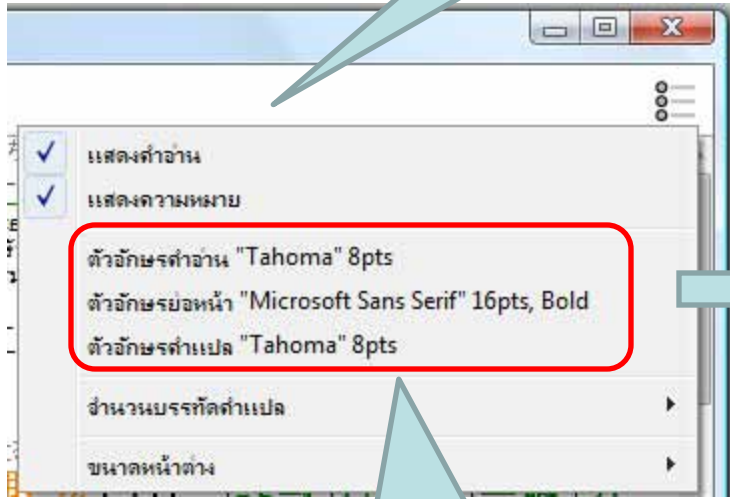 แสดงคำอ่าน
แสดงความหมาย
ตัวอักษรคำอ่าน "Tahoma" 8pts
ตัวอักษรย่อหน้า "Microsoft Sans Serif" 16pts, Bold
ตัวอักษรคำแปล "Tahoma" 8pts
จำนวนบรรทัดคำแปล
ขนาดหน้าต่าง